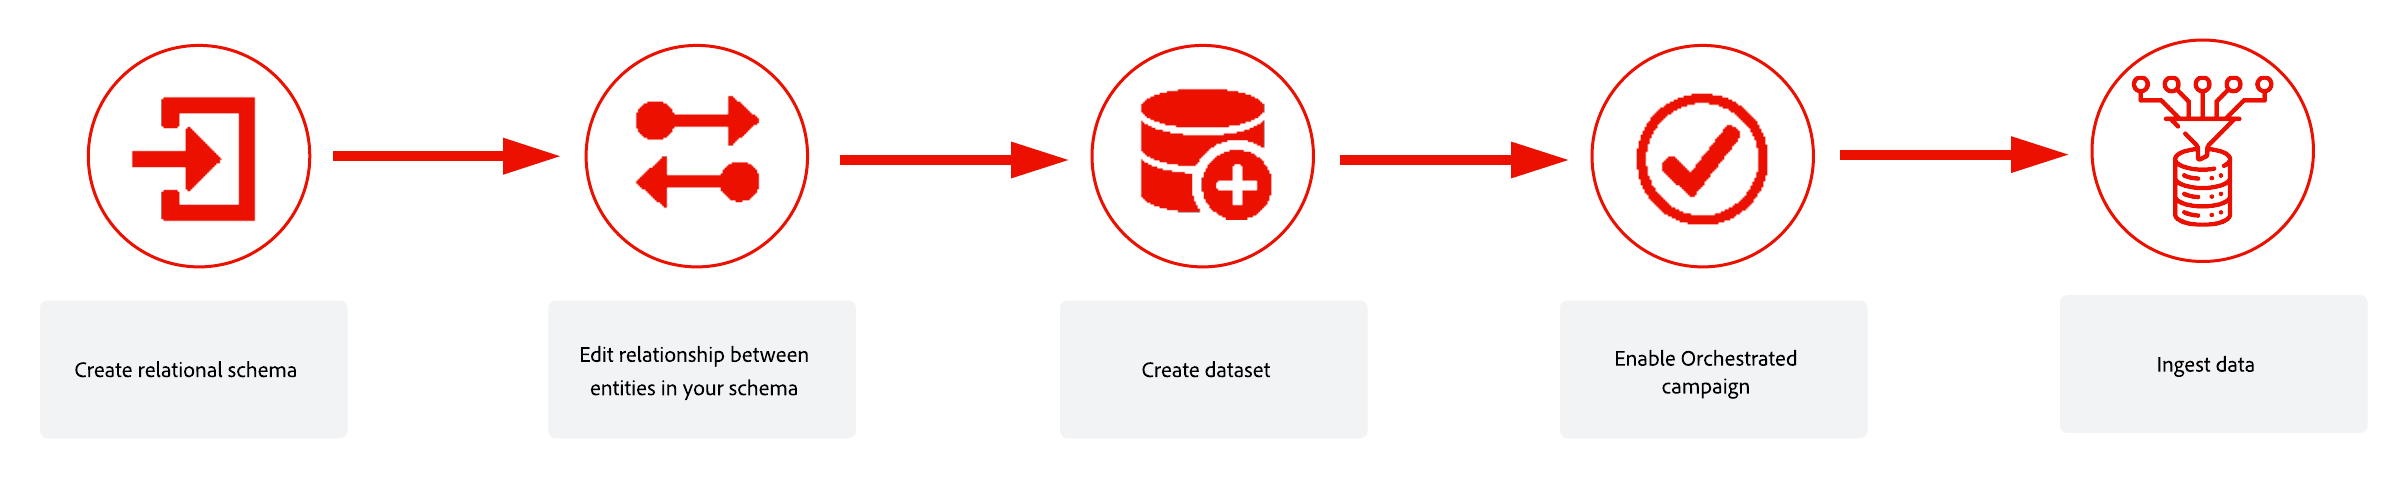 Create relational schema
Edit relationship between
entities in your schema
Create dataset
Enable Orchestrated
campaign
Ingest data